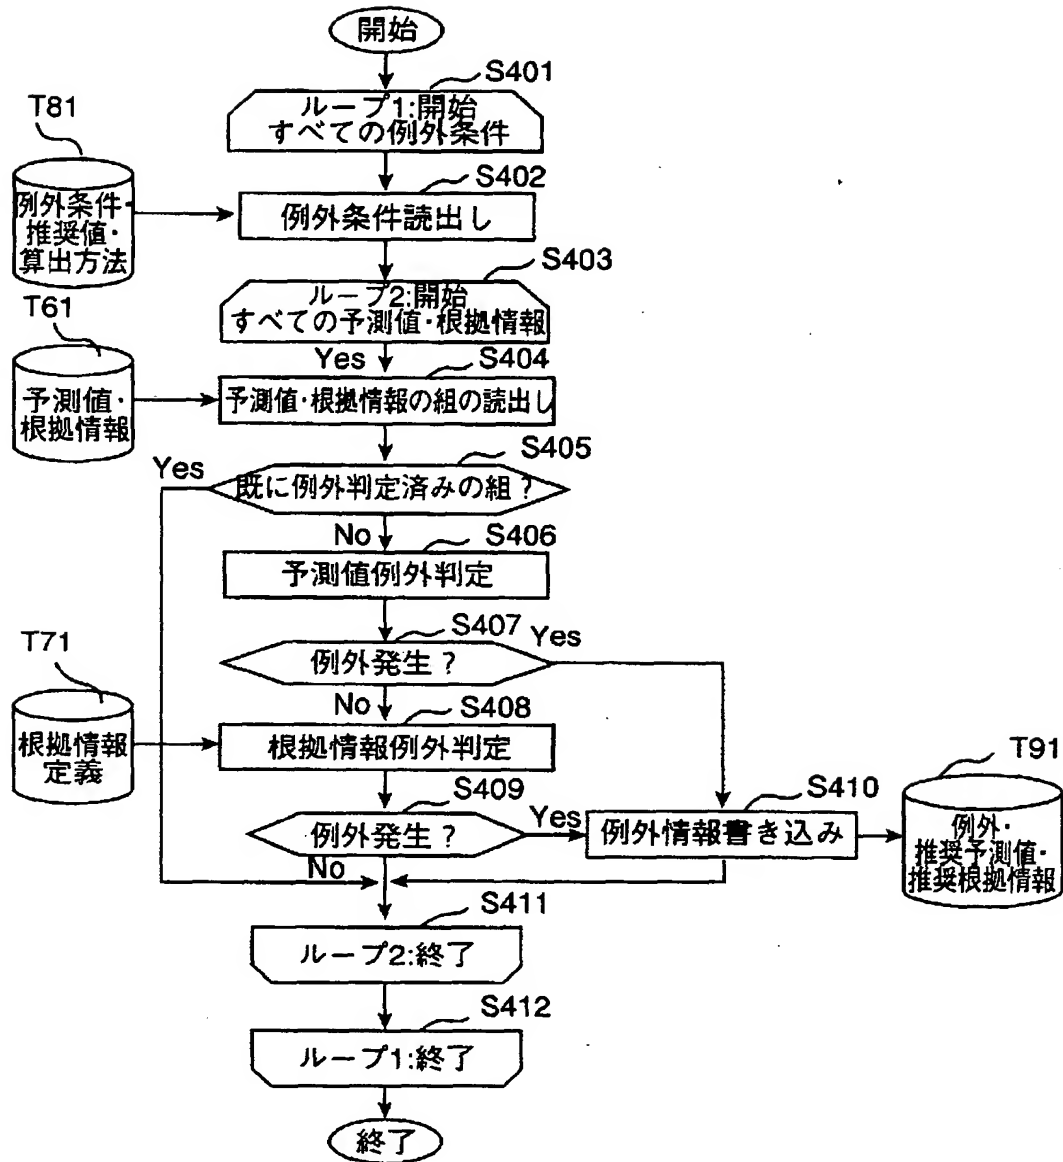 開始
S401
ループ1:開始
すべての例外条件
T81
例外条件・
推奨値・
算出方法
S402
例外条件読出し
S403
ループ2:開始
すべての予測値・根拠情報
T61
予測値・
根拠情報
Yes
S404
予測値・根拠情報の組の読出し
S405
Yes
既に例外判定済みの組?
No
S406
予測値例外判定
S407
Yes
例外発生?
T71
根拠情報
定義
No
S408
根拠情報例外判定
S409
例外発生?
Yes
No
S410
例外情報書き込み
T91
例外・
推奨予測値・
推奨根拠情報
S411
ループ2:終了
S412
ループ1:終了
終了